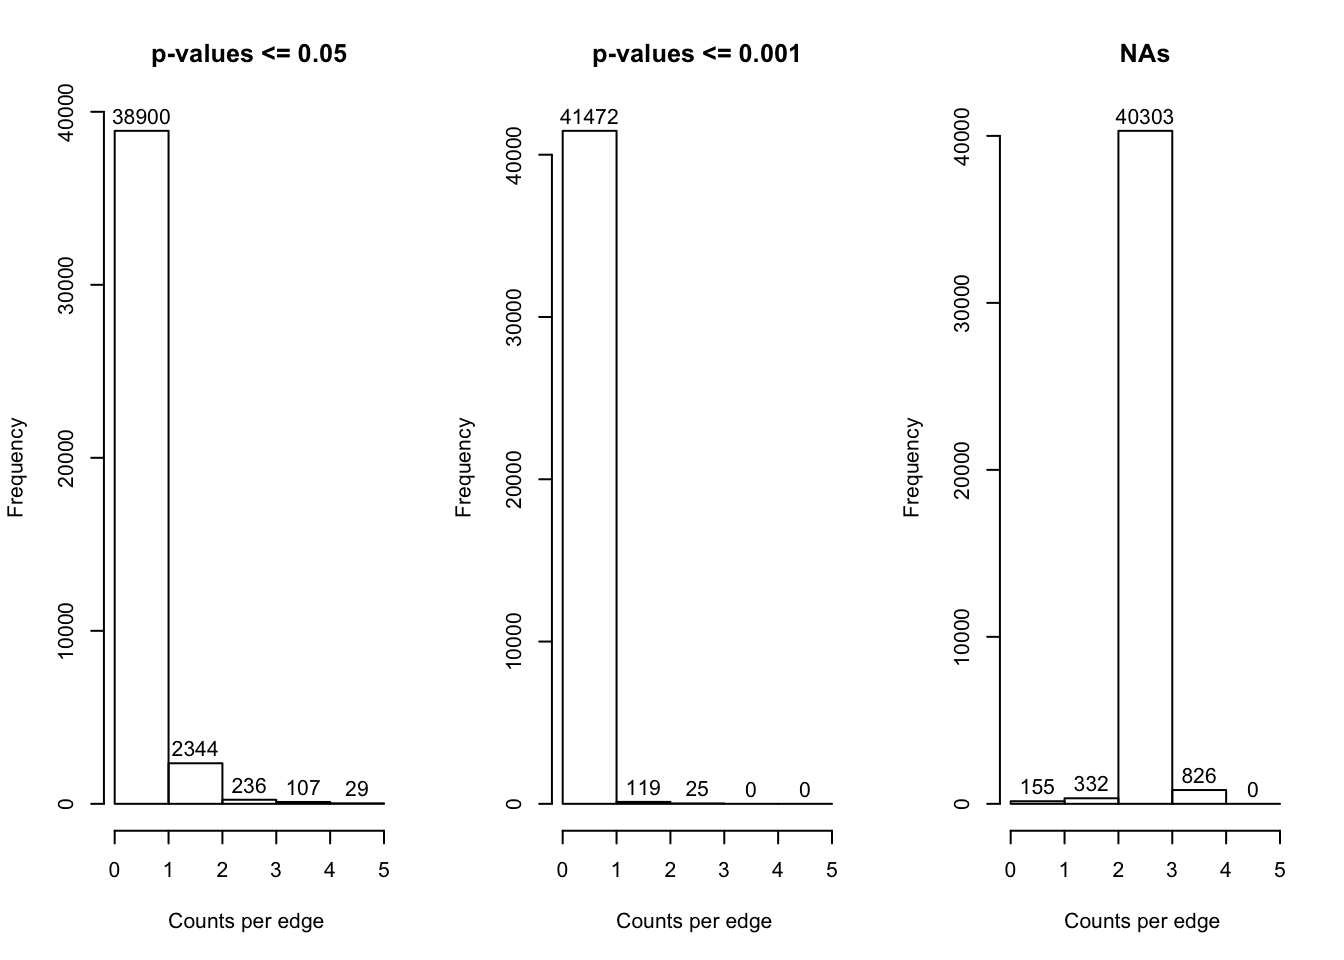 p-values <= 0.05
Frequency
40000
30000
20000
10000
0
38900
2344
236
107
29
0 1 2 3 4 5
Counts per edge
p-values <= 0.001
Frequency
40000
30000
20000
10000
0
41472
119
25
0
0
0 1 2 3 4 5
Counts per edge
NAs
Frequency
40000
30000
20000
10000
0
155
332
40303
826
0
0 1 2 3 4 5
Counts per edge